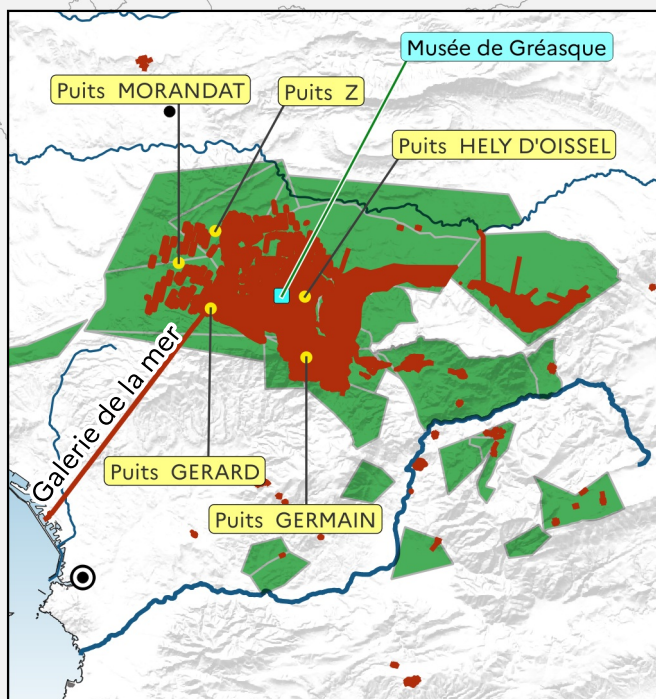 Musée de Gréasque
Puits MORANDAT
Puits Z
Puits HELY D'OISSEL
Galerie de la mer
Puits GERARD
Puits GERMAIN